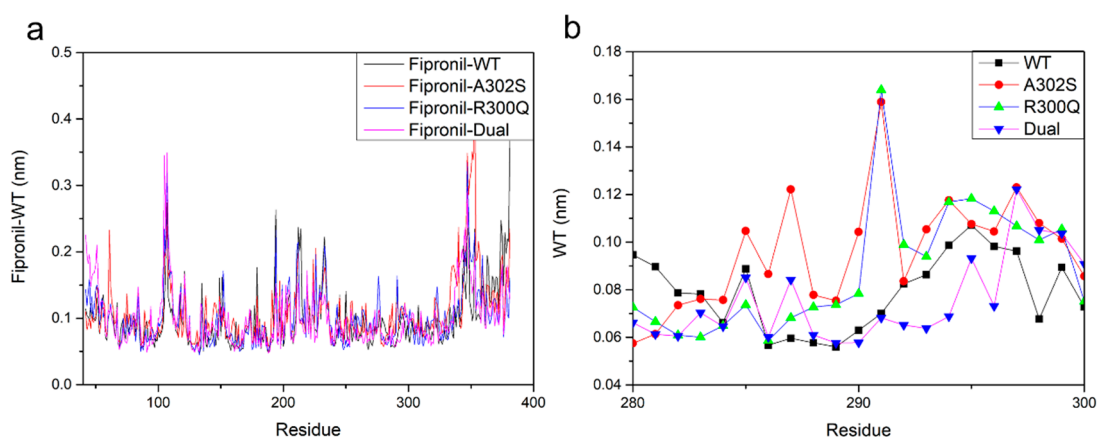 a
Fipronil-WT (nm)
0.5
0.4
0.3
0.2
0.1
0.0
Fipronil-WT
Fipronil-A302S
Fipronil-R300Q
Fipronil-Dual
100
200
300
400
Residue
b
WT (nm)
0.18
0.16
0.14
0.12
0.10
0.08
0.06
0.04
WT
A302S
R300Q
Dual
280
290
300
Residue